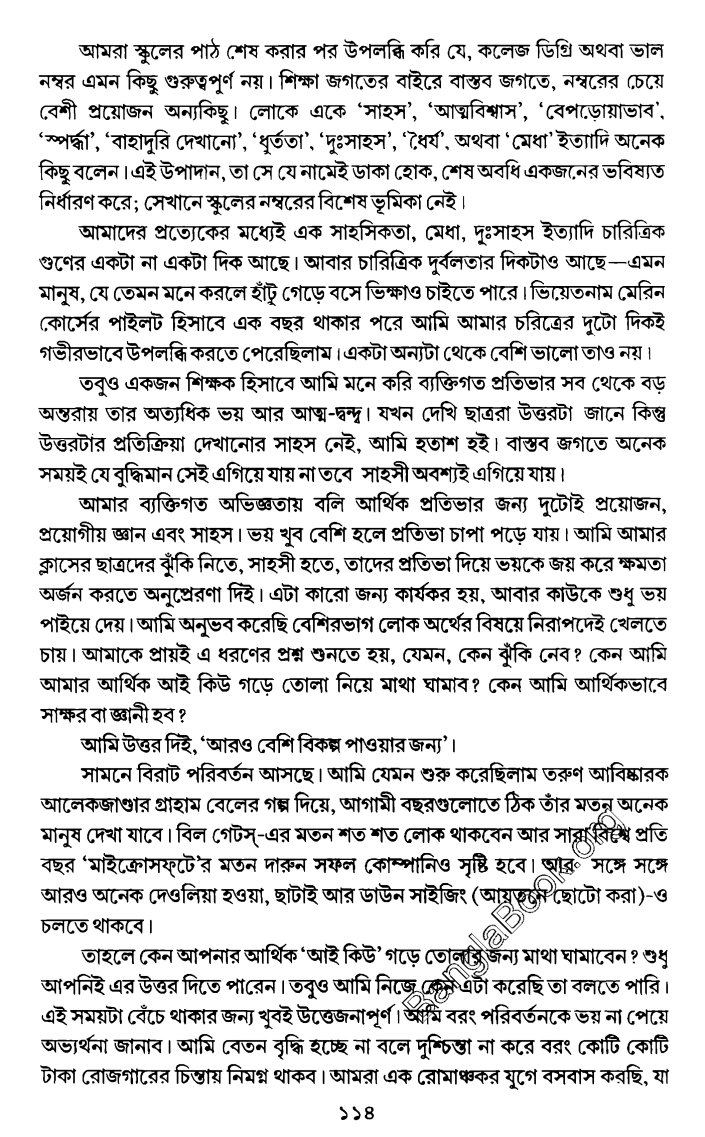 আমরা স্কুলের পাঠ শেষ করার পর উপলব্ধি করি যে, কলেজ ডিগ্রি অথবা ভাল
নম্বর এমন কিছু গুরুত্বপূর্ণ নয়। শিক্ষা জগতের বাইরে বাস্তব জগতে, নম্বরের চেয়ে
বেশী প্রয়োজন অন্যকিছু। লোকে একে ‘সাহস’, ‘আত্মবিশ্বাস’, ‘বেপড়োয়াভাব’,
‘স্পর্দ্ধা’, ‘বাহাদুরি দেখানো’, ‘ধুর্ততা’, ‘দুঃসাহস’, ‘ধৈর্য’, অথবা ‘মেধা’ ইত্যাদি অনেক
কিছু বলেন। এই উপাদান, তা সে যে নামেই ডাকা হোক, শেষ অবধি একজনের ভবিষ্যত
নির্ধারণ করে; সেখানে স্কুলের নম্বরের বিশেষ ভূমিকা নেই।
আমাদের প্রত্যেকের মধ্যেই এক সাহসিকতা, মেধা, দুঃসাহস ইত্যাদি চারিত্রিক
গুণের একটা না একটা দিক আছে। আবার চারিত্রিক দুর্বলতার দিকটাও আছে—এমন
মানুষ, যে তেমন মনে করলে হাঁটু গেড়ে বসে ভিক্ষাও চাইতে পারে। ভিয়েতনাম মেরিন
কোর্সের পাইলট হিসাবে এক বছর থাকার পরে আমি আমার চরিত্রের দুটো দিকই
গভীরভাবে উপলব্ধি করতে পেরেছিলাম। একটা অন্যটা থেকে বেশি ভালো তাও নয়।
তবুও একজন শিক্ষক হিসাবে আমি মনে করি ব্যক্তিগত প্রতিভার সব থেকে বড়
অন্তরায় তার অত্যধিক ভয় আর আত্ম-দ্বন্দ্ব। যখন দেখি ছাত্ররা উত্তরটা জানে কিন্তু
উত্তরটার প্রতিক্রিয়া দেখানোর সাহস নেই, আমি হতাশ হই। বাস্তব জগতে অনেক
সময়ই যে বুদ্ধিমান সেই এগিয়ে যায় না তবে সাহসী অবশ্যই এগিয়ে যায়।
আমার ব্যক্তিগত অভিজ্ঞতায় বলি আর্থিক প্রতিভার জন্য দুটোই প্রয়োজন,
প্রয়োগীয় জ্ঞান এবং সাহস। ভয় খুব বেশি হলে প্রতিভা চাপা পড়ে যায়। আমি আমার
ক্লাসের ছাত্রদের ঝুঁকি নিতে, সাহসী হতে, তাদের প্রতিভা দিয়ে ভয়কে জয় করে ক্ষমতা
অর্জন করতে অনুপ্রেরণা দিই। এটা কারো জন্য কার্যকর হয়, আবার কাউকে শুধু ভয়
পাইয়ে দেয়। আমি অনুভব করেছি বেশিরভাগ লোক অর্থের বিষয়ে নিরাপদেই খেলতে
চায়। আমাকে প্রায়ই এ ধরণের প্রশ্ন শুনতে হয়, যেমন, কেন ঝুঁকি নেব? কেন আমি
আমার আর্থিক আই কিউ গড়ে তোলা নিয়ে মাথা ঘামাব? কেন আমি আর্থিকভাবে
সাক্ষর বা জ্ঞানী হব?
আমি উত্তর দিই, ‘আরও বেশি বিকল্প পাওয়ার জন্য’।
সামনে বিরাট পরিবর্তন আসছে। আমি যেমন শুরু করেছিলাম তরুণ আবিষ্কারক
আলেকজাণ্ডার গ্রাহাম বেলের গল্প দিয়ে, আগামী বছরগুলোতে ঠিক তাঁর মতন অনেক
মানুষ দেখা যাবে। বিল গেটস্-এর মতন শত শত লোক থাকবেন আর সারা বিশ্বে প্রতি
বছর ‘মাইক্রোসফ্‌টে’র মতন দারুন সফল কোম্পানিও সৃষ্টি হবে। আর সঙ্গে সঙ্গে
আরও অনেক দেওলিয়া হওয়া, ছাটাই আর ডাউন সাইজিং (আয়তনে ছোটো করা)-ও
চলতে থাকবে।
তাহলে কেন আপনার আর্থিক ‘আই কিউ’ গড়ে তোলার জন্য মাথা ঘামাবেন? শুধু
আপনিই এর উত্তর দিতে পারেন। তবুও আমি নিজে কেন এটা করেছি তা বলতে পারি।
এই সময়টা বেঁচে থাকার জন্য খুবই উত্তেজনাপূর্ণ। আমি বরং পরিবর্তনকে ভয় না পেয়ে
অভ্যর্থনা জানাব। আমি বেতন বৃদ্ধি হচ্ছে না বলে দুশ্চিন্তা না করে বরং কোটি কোটি
টাকা রোজগারের চিন্তায় নিমগ্ন থাকব। আমরা এক রোমাঞ্চকর যুগে বসবাস করছি, যা
১১৪
BanglaBook.org